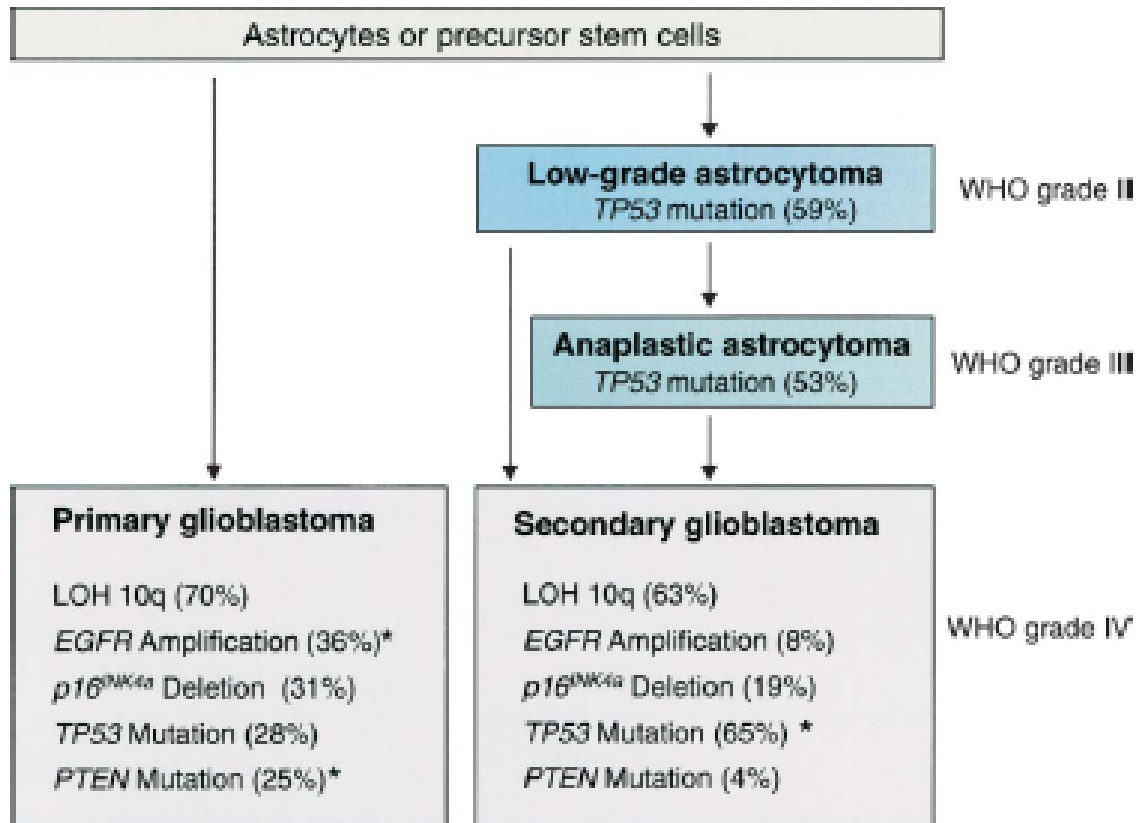 Astrocytes or precursor stem cells
Low-grade astrocytoma
TP53 mutation (59%)
WHO grade II
Anaplastic astrocytoma
TP53 mutation (53%)
WHO grade III
Primary glioblastoma
LOH 10q (70%)
EGFR Amplification (36%)*
p16INK4a Deletion (31%)
TP53 Mutation (28%)
PTEN Mutation (25%)*
Secondary glioblastoma
LOH 10q (63%)
EGFR Amplification (8%)
p16INK4a Deletion (19%)
TP53 Mutation (65%) *
PTEN Mutation (4%)
WHO grade IV